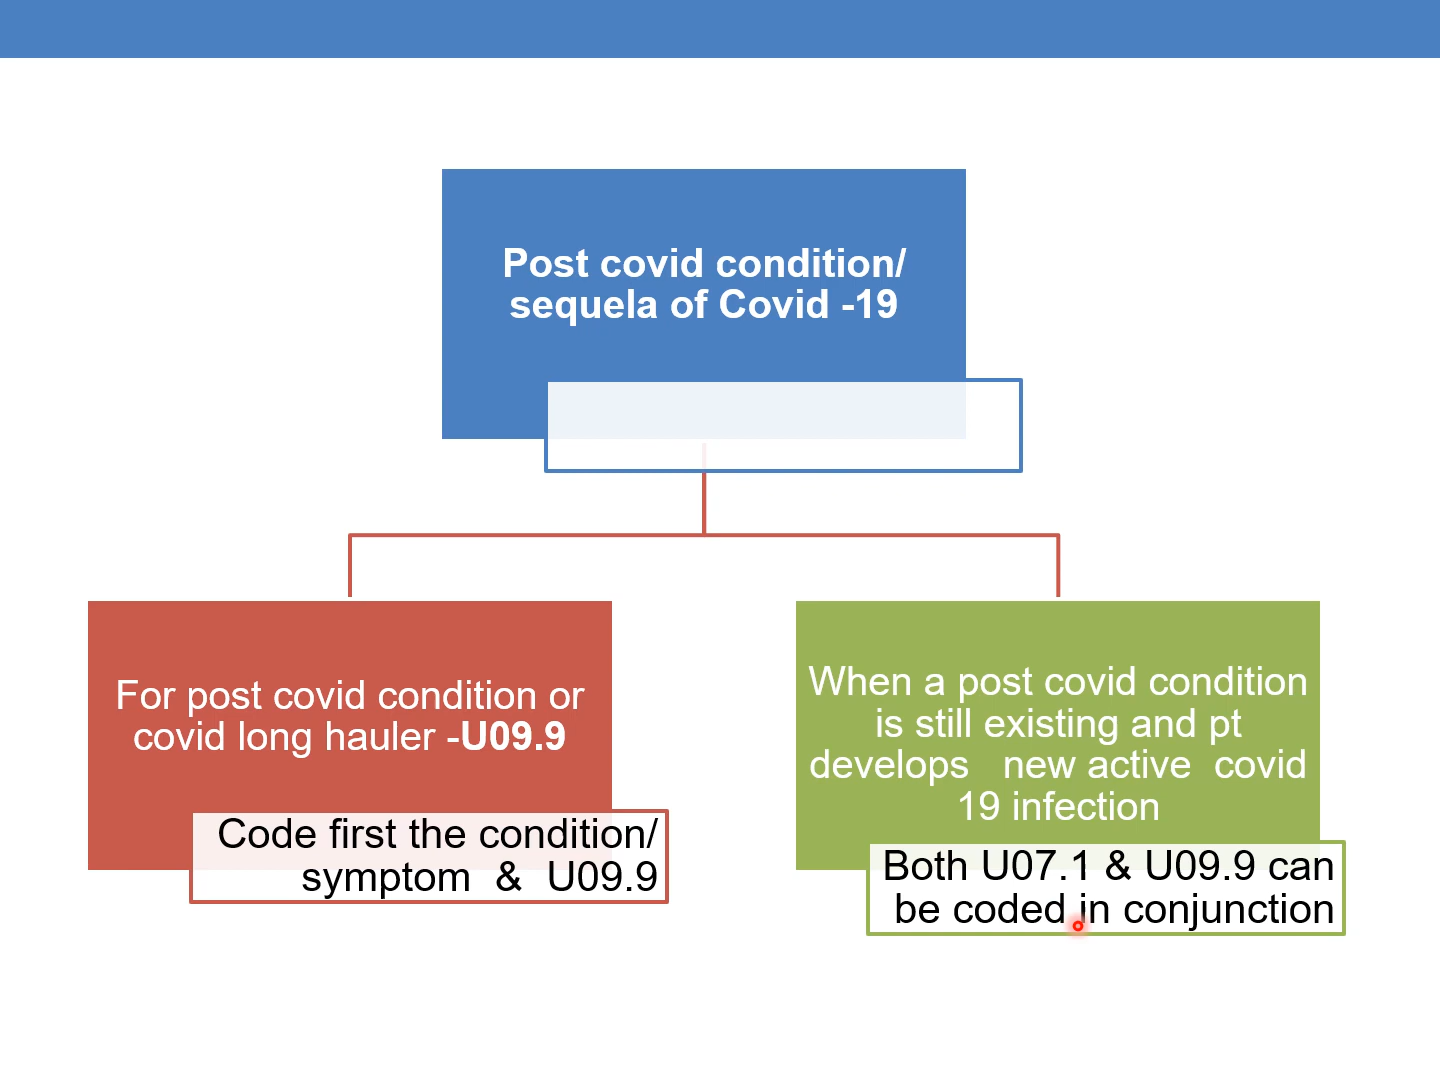 Post covid condition/
sequela of Covid -19
For post covid condition or
covid long hauler -U09.9
Code first the condition/
symptom & U09.9
When a post covid condition
is still existing and pt
develops new active covid
19 infection
Both U07.1 & U09.9 can
be coded in conjunction